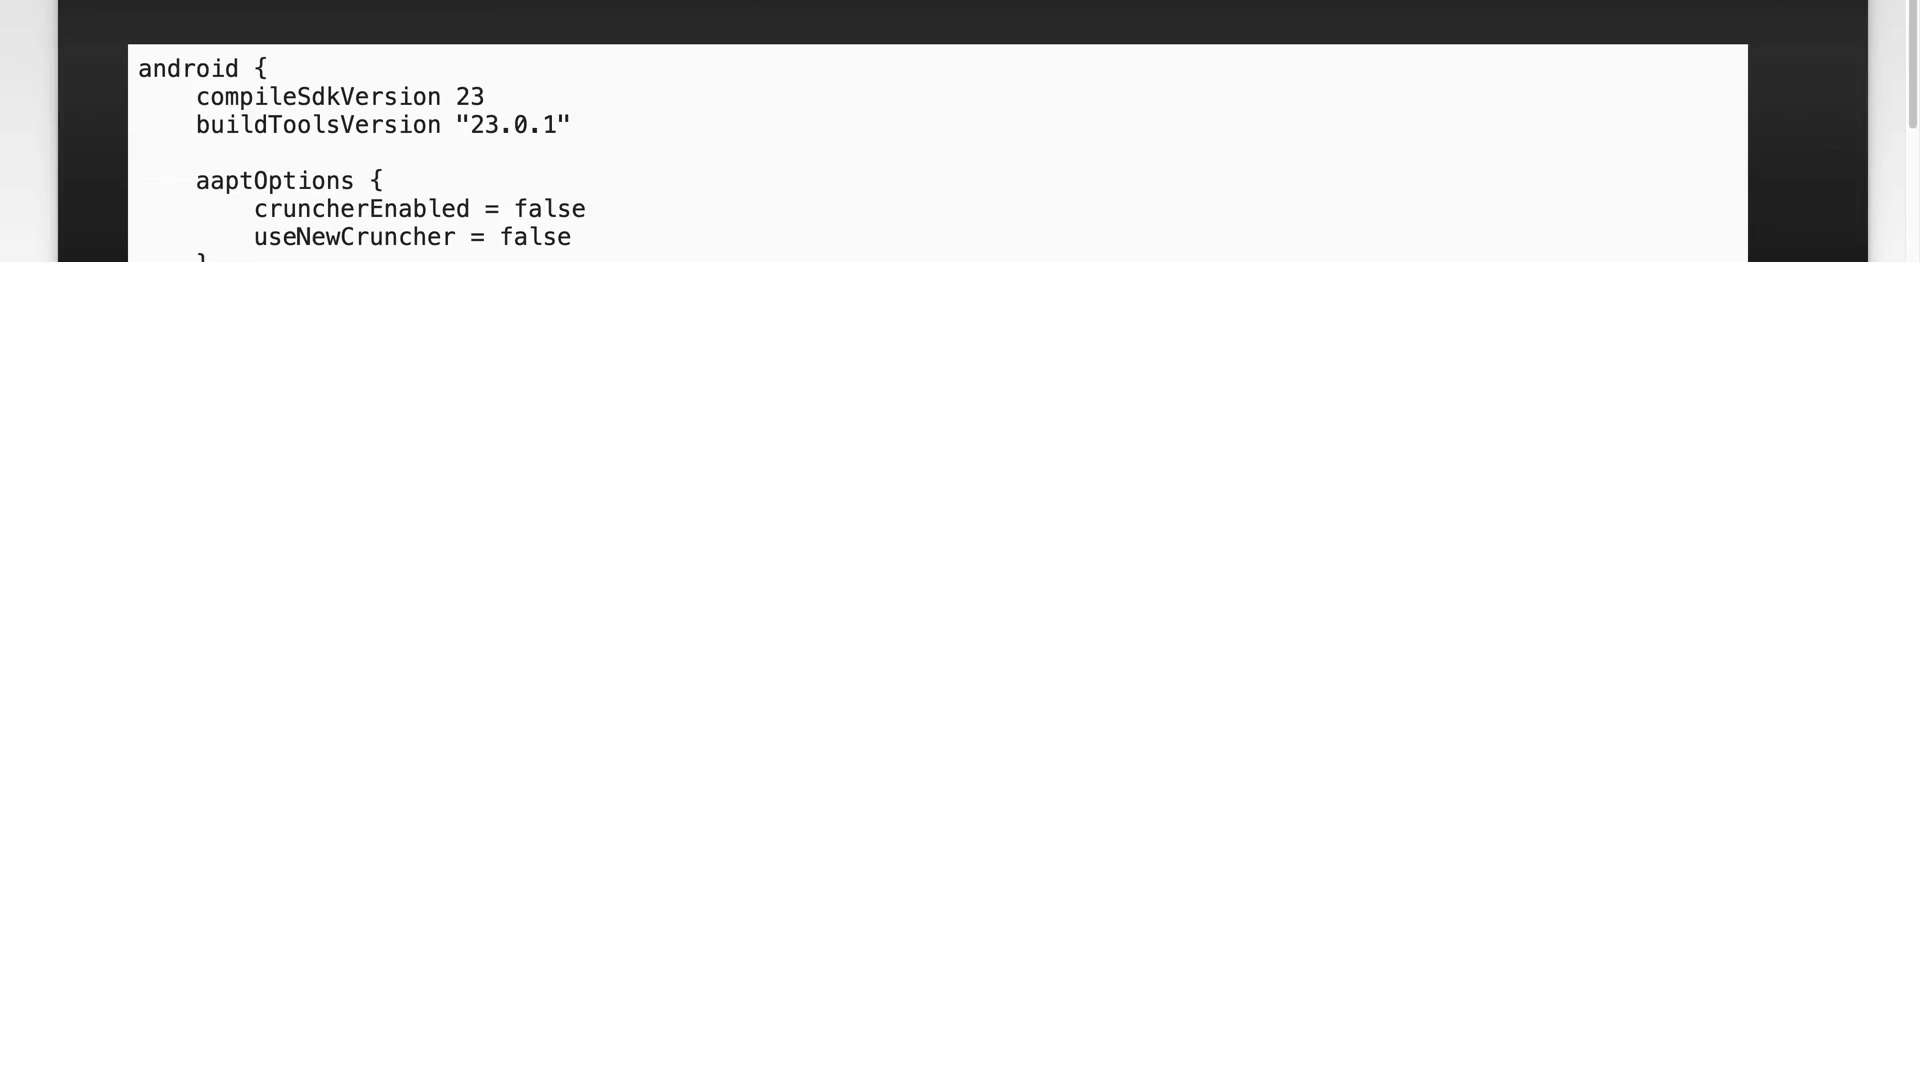 android {
    compileSdkVersion 23
    buildToolsVersion "23.0.1"

    aaptOptions {
        cruncherEnabled = false
        useNewCruncher = false
    }